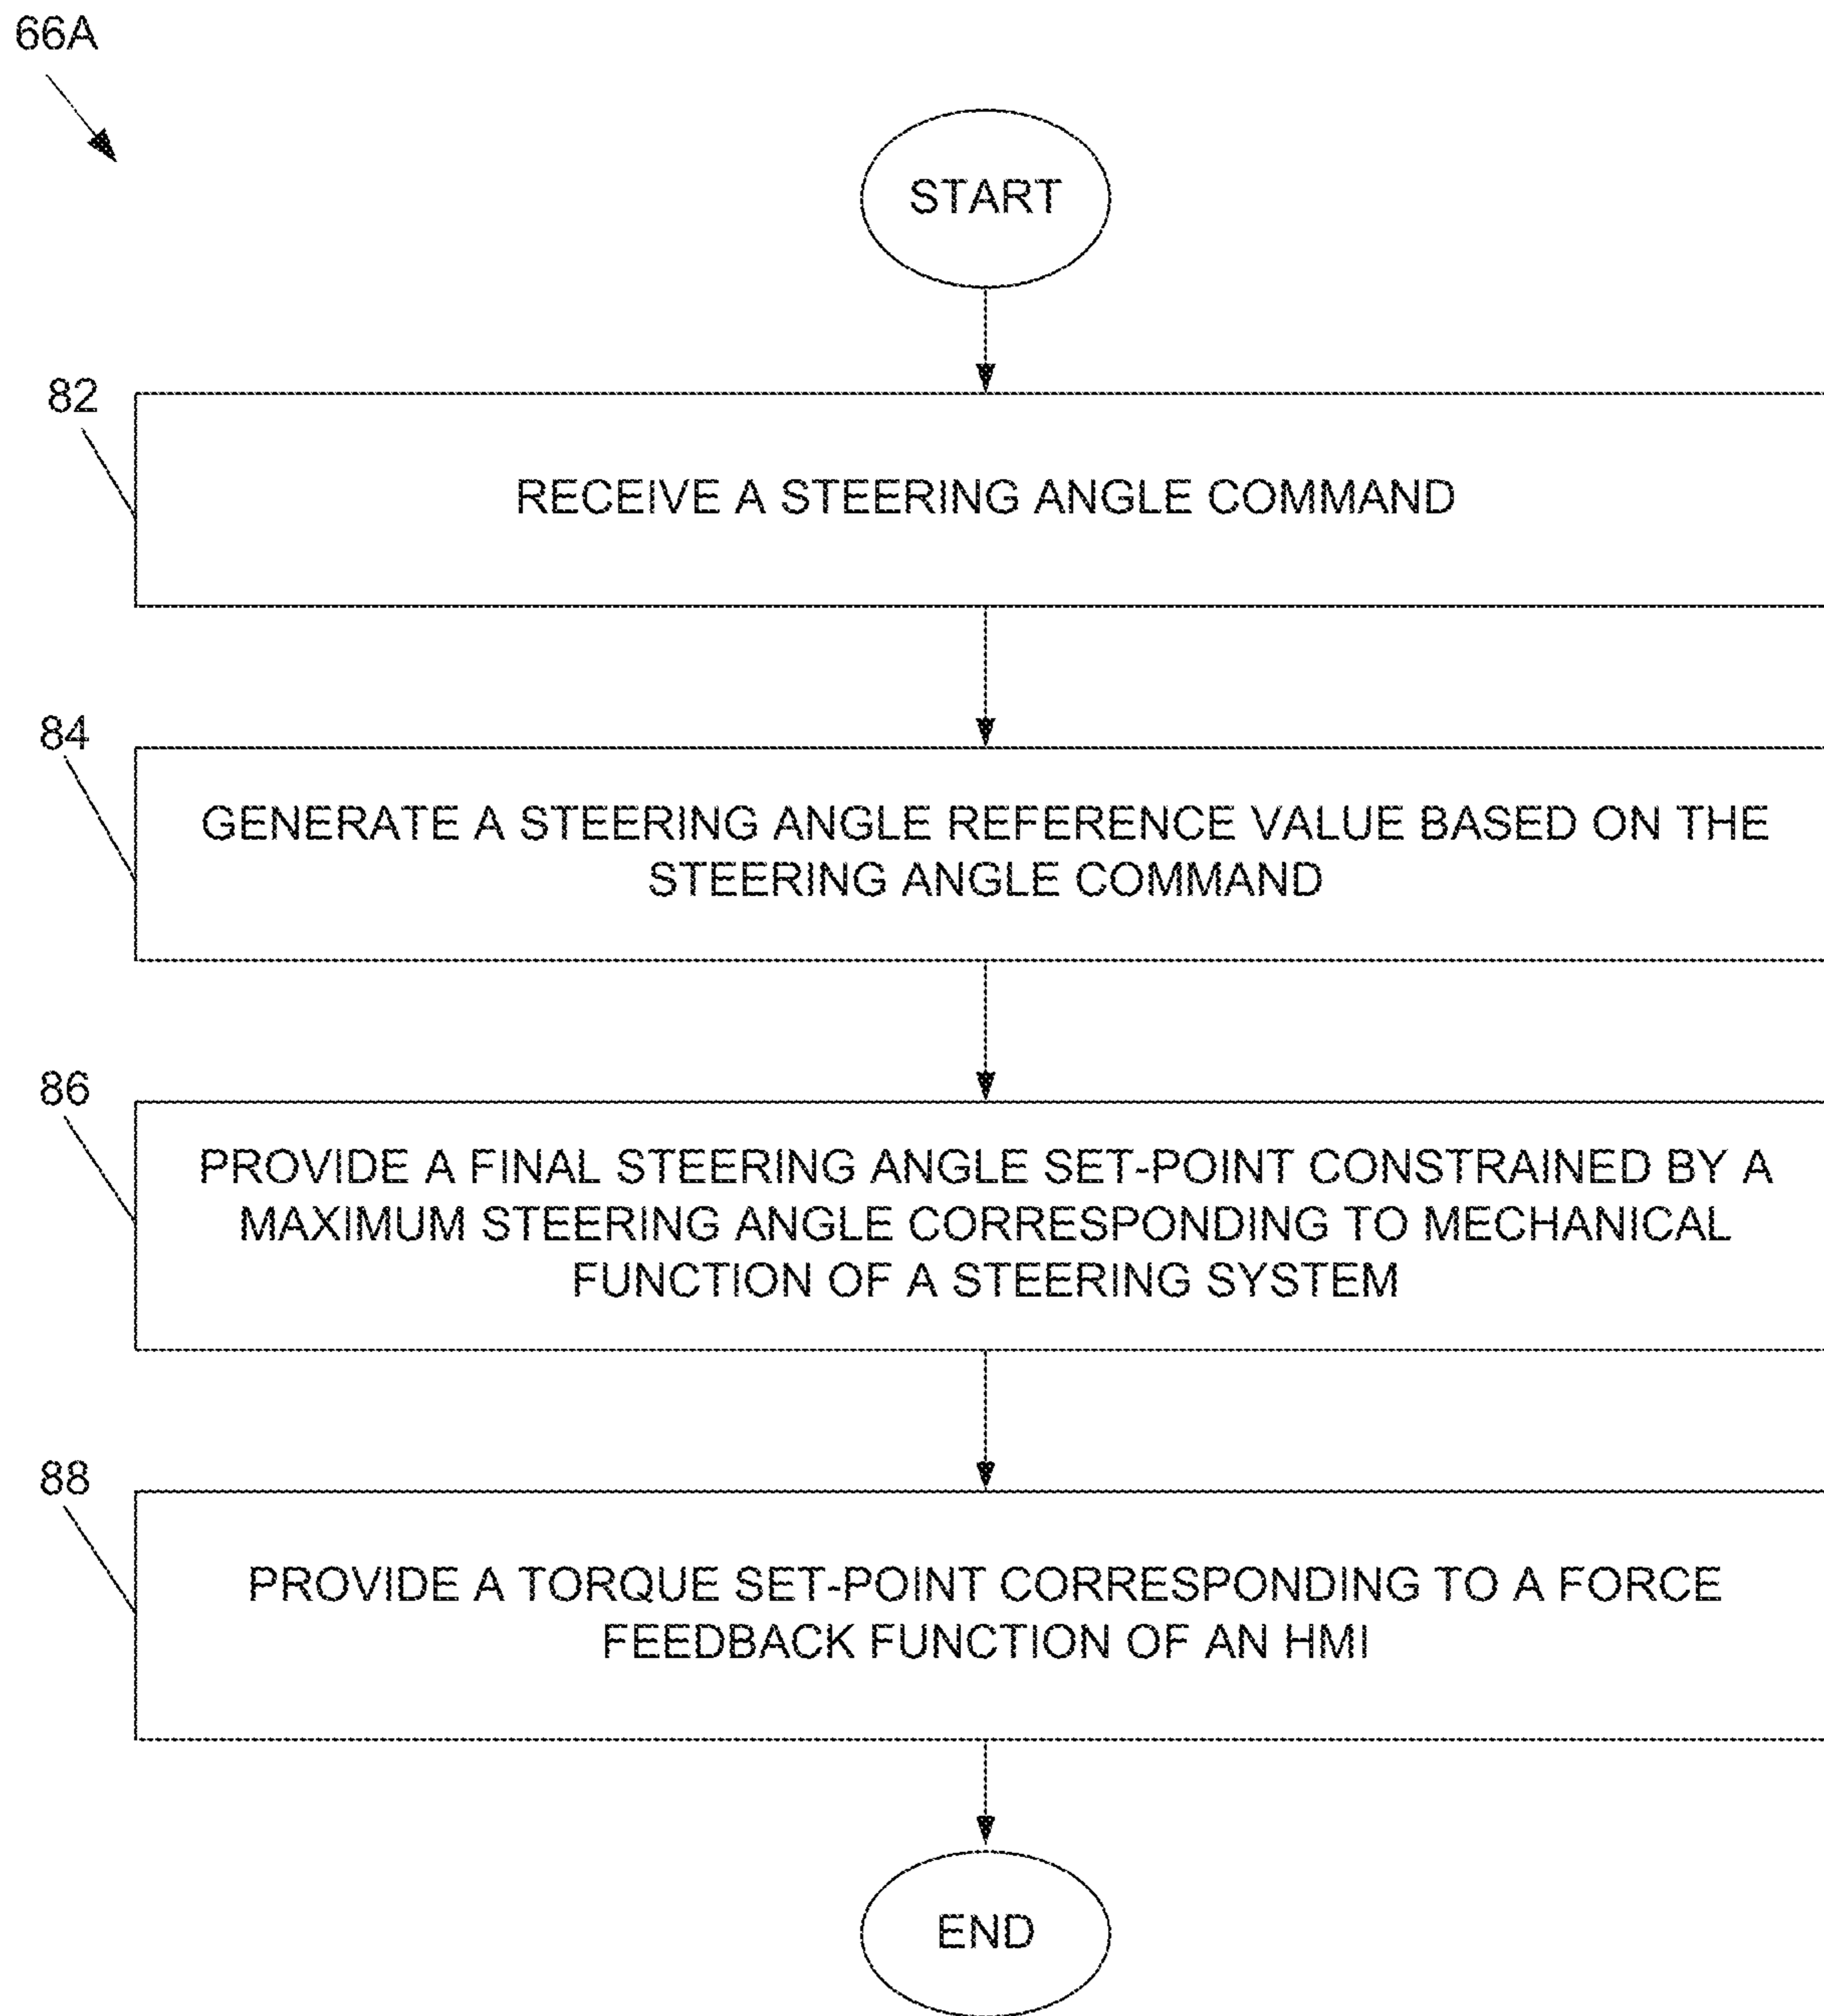 66A
START
82
RECEIVE A STEERING ANGLE COMMAND
84
GENERATE A STEERING ANGLE REFERENCE VALUE BASED ON THE
STEERING ANGLE COMMAND
86
PROVIDE A FINAL STEERING ANGLE SET-POINT CONSTRAINED BY A
MAXIMUM STEERING ANGLE CORRESPONDING TO MECHANICAL
FUNCTION OF A STEERING SYSTEM
88
PROVIDE A TORQUE SET-POINT CORRESPONDING TO A FORCE
FEEDBACK FUNCTION OF AN HMI
END